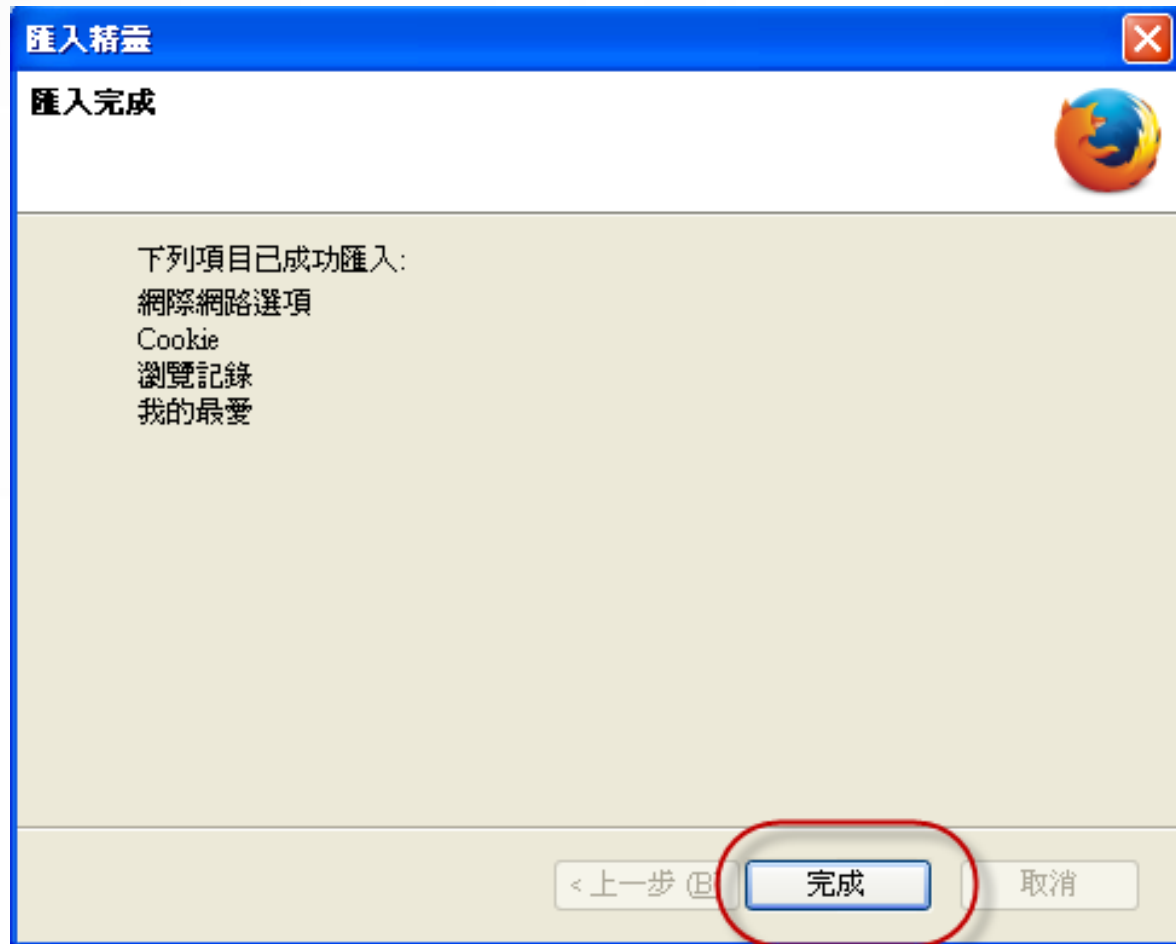 匯入精靈
匯入完成
下列項目已成功匯入:
網際網路選項
Cookie
瀏覽記錄
我的最愛
<上一步 (B
完成
取消